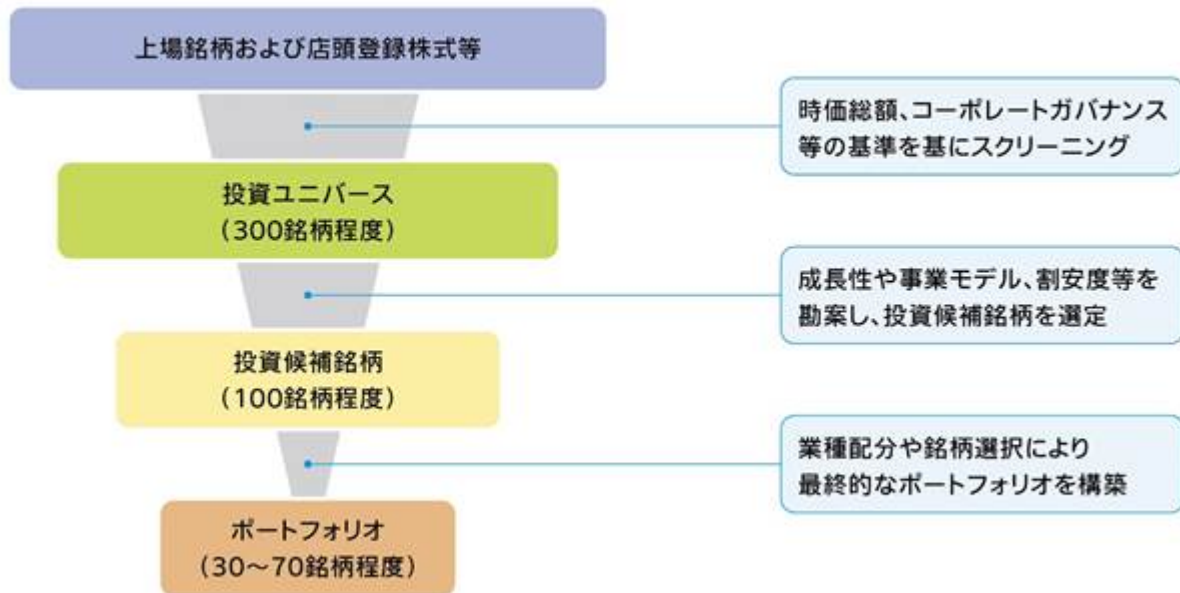 上場銘柄および店頭登録株式等
時価総額、コーポレートガバナンス
等の基準を基にスクリーニング
投資ユニバース
(300銘柄程度)
成長性や事業モデル、割安度等を
勘案し、投資候補銘柄を選定
投資候補銘柄
(100銘柄程度)
業種配分や銘柄選択により
最終的なポートフォリオを構築
ポートフォリオ
(30〜70銘柄程度)